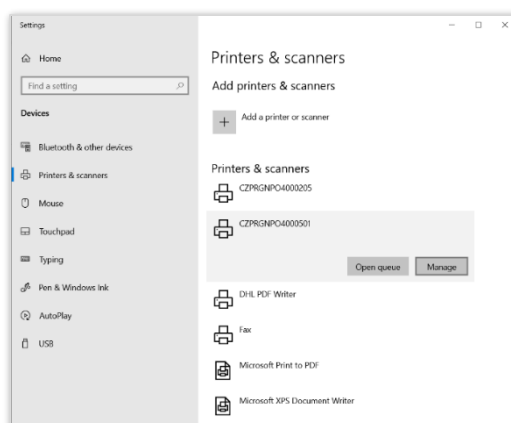 Settings
Home
Find a setting
Devices
Bluetooth & other devices
Printers & scanners
Mouse
Touchpad
Typing
Pen & Windows Ink
AutoPlay
USB
Printers & scanners
Add printers & scanners
Add a printer or scanner
Printers & scanners
CZPRGNPO4000205
CZPRGNPO4000501
Open queue Manage
DHL PDF Writer
Fax
Microsoft Print to PDF
Microsoft XPS Document Writer